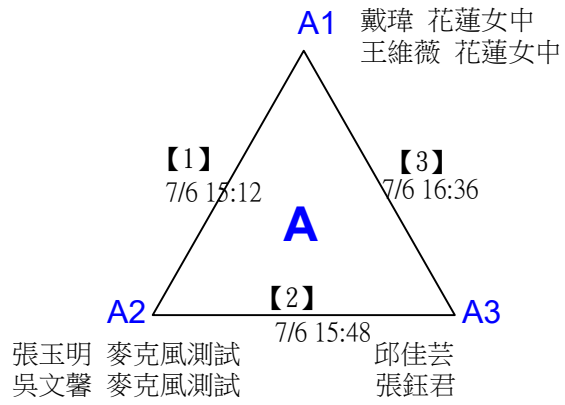 A1 戴瑋 花蓮女中
王維薇 花蓮女中
【1】
7/6 15:12
【3】
7/6 16:36
A
【2】
7/6 15:48
A2
A3
張玉明 麥克風測試
吳文馨 麥克風測試
邱佳芸
張鈺君